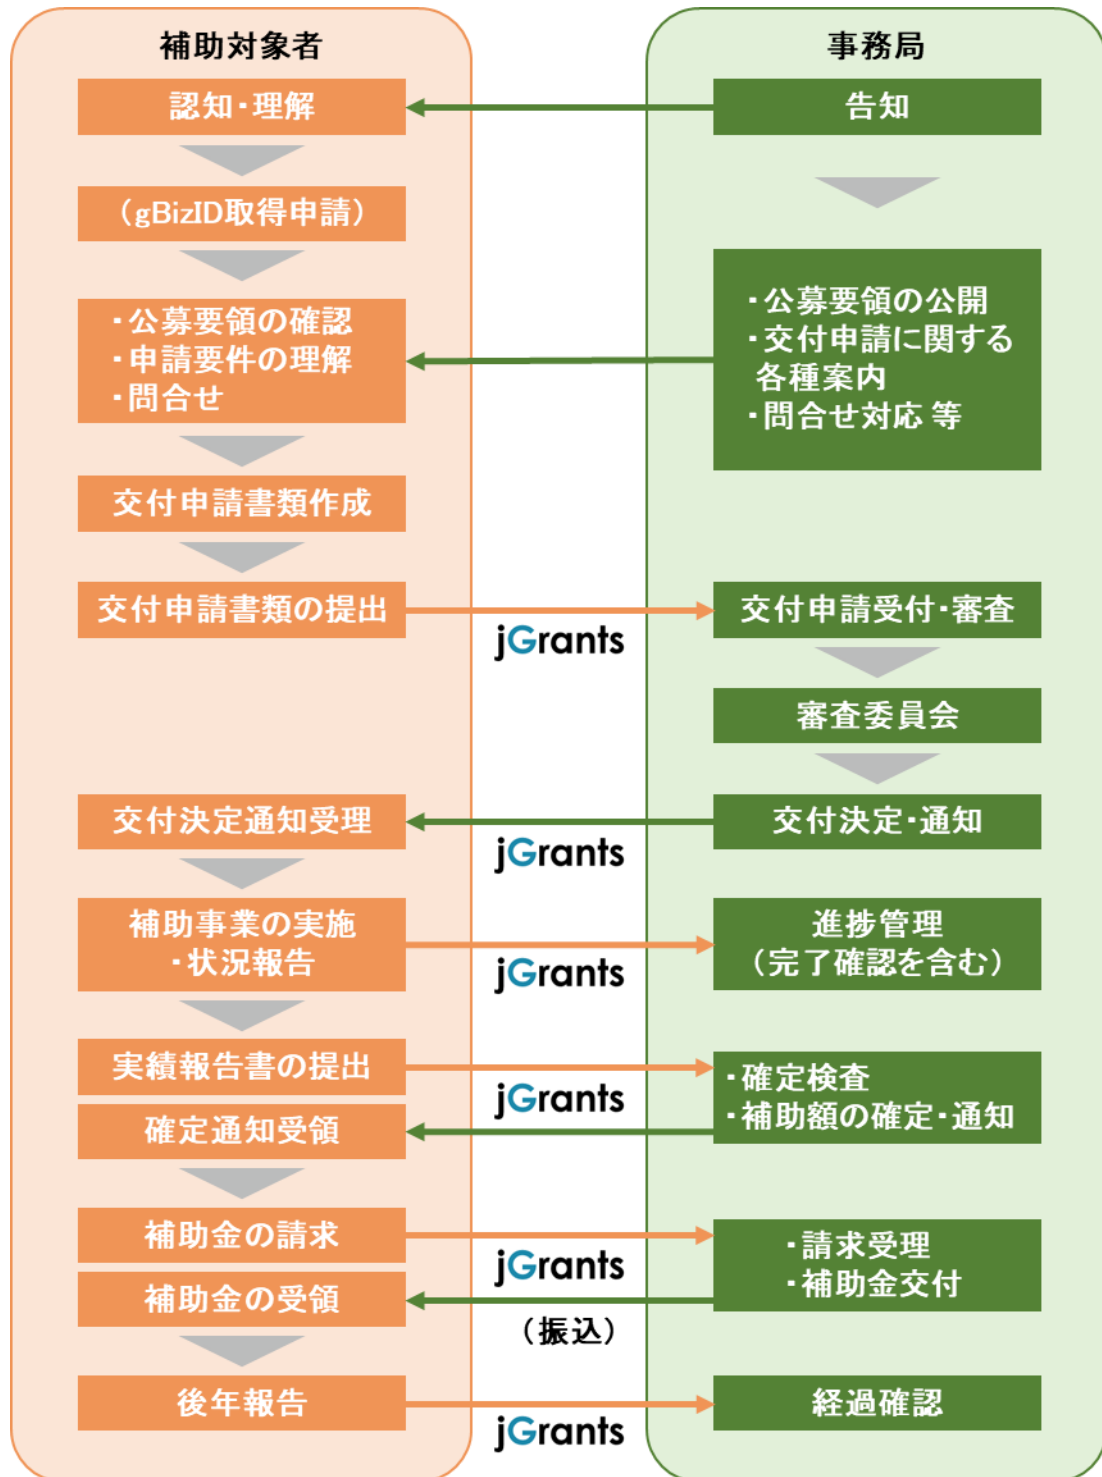 補助対象者
事務局
認知・理解
告知
（gBizID取得申請）
・公募要領の確認
・申請要件の理解
・問合せ
・公募要領の公開
・交付申請に関する
各種案内
・問合せ対応 等
交付申請書類作成
交付申請書類の提出
jGrants
交付申請受付・審査
審査委員会
交付決定通知受理
jGrants
交付決定・通知
補助事業の実施
・状況報告
jGrants
進捗管理
（完了確認を含む）
実績報告書の提出
確定通知受領
jGrants
・確定検査
・補助額の確定・通知
補助金の請求
補助金の受領
jGrants
（振込）
・請求受理
・補助金交付
後年報告
jGrants
経過確認